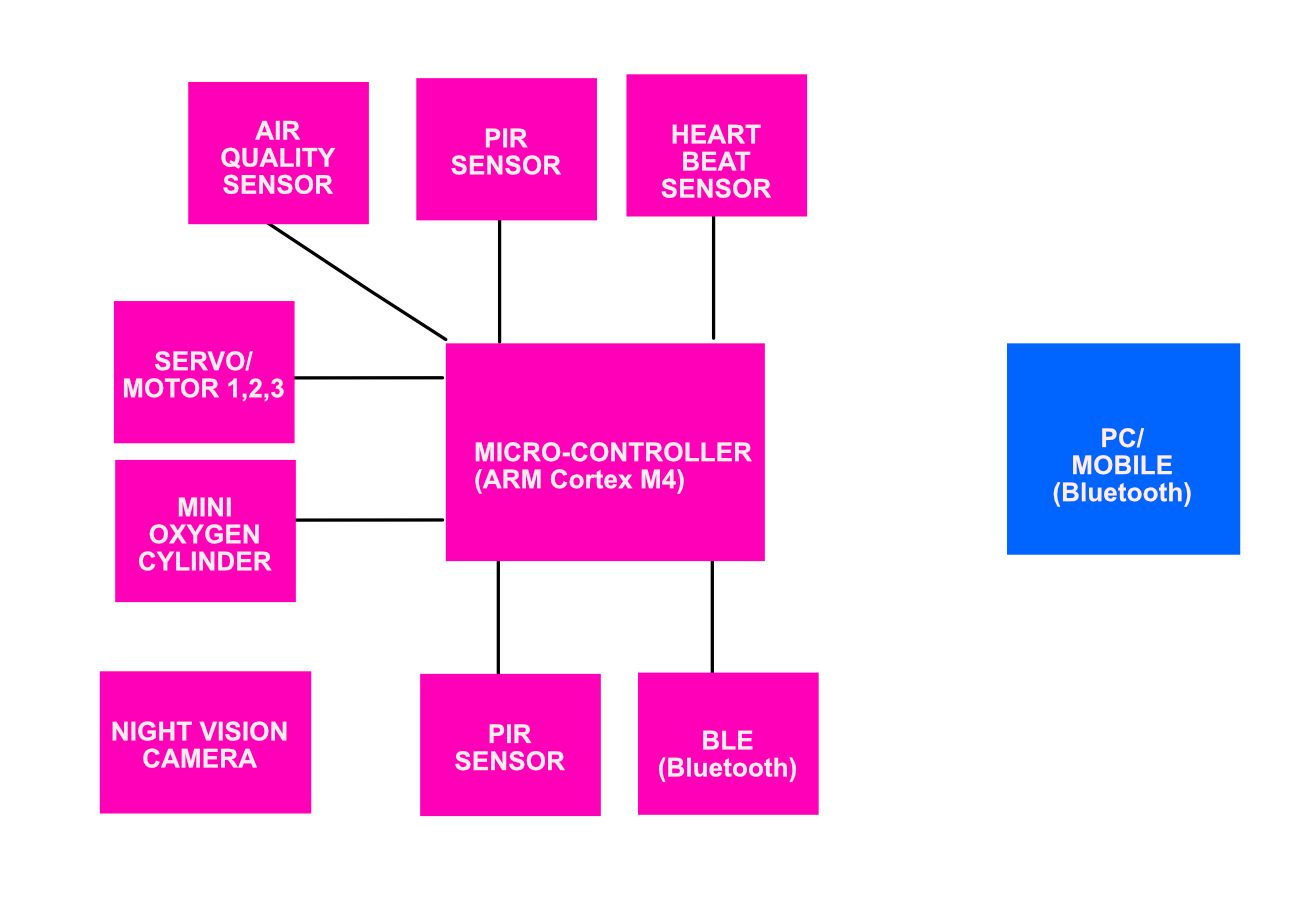 AIR
QUALITY
SENSOR
PIR
SENSOR
HEART
BEAT
SENSOR
SERVO/
MOTOR 1,2,3
MICRO-CONTROLLER
(ARM Cortex M4)
PC/
MOBILE
(Bluetooth)
MINI
OXYGEN
CYLINDER
NIGHT VISION
CAMERA
PIR
SENSOR
BLE
(Bluetooth)